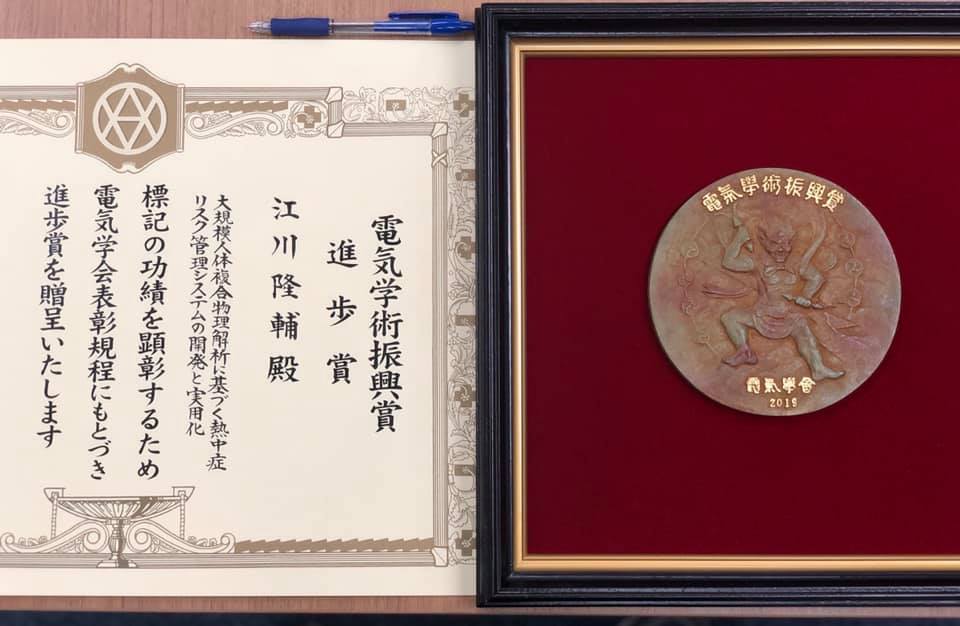 電気学術振興賞
進歩賞
江川隆輔殿
大規模人体複合物理解析に基づく熱中症
リスク管理システムの開発と実用化
標記の功績を顕彰するため
電気学会表彰規程にもとづき
進歩賞を贈呈いたします
電氣學術振興賞
電氣學會
2019